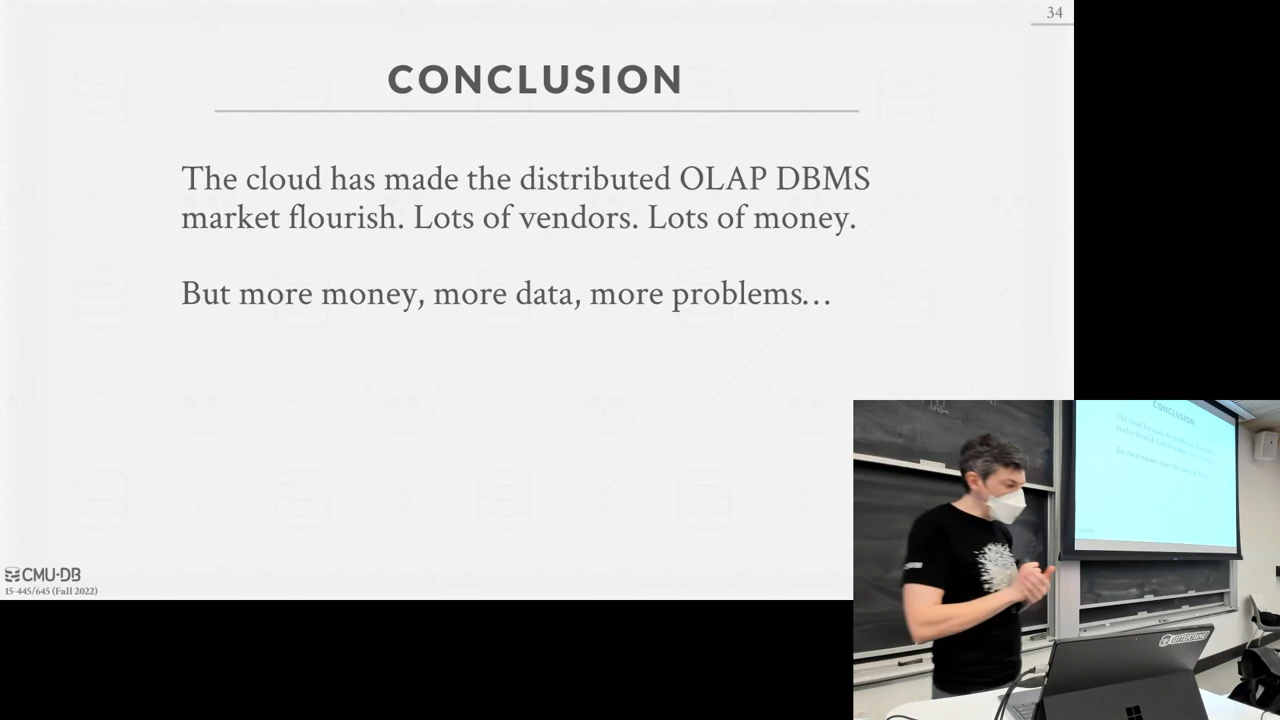 34
CONCLUSION
The cloud has made the distributed OLAP DBMS
market flourish. Lots of vendors. Lots of money.
But more money, more data, more problems…
CMU·DB
15-445/645 (Fall 2022)
CONCLUSION